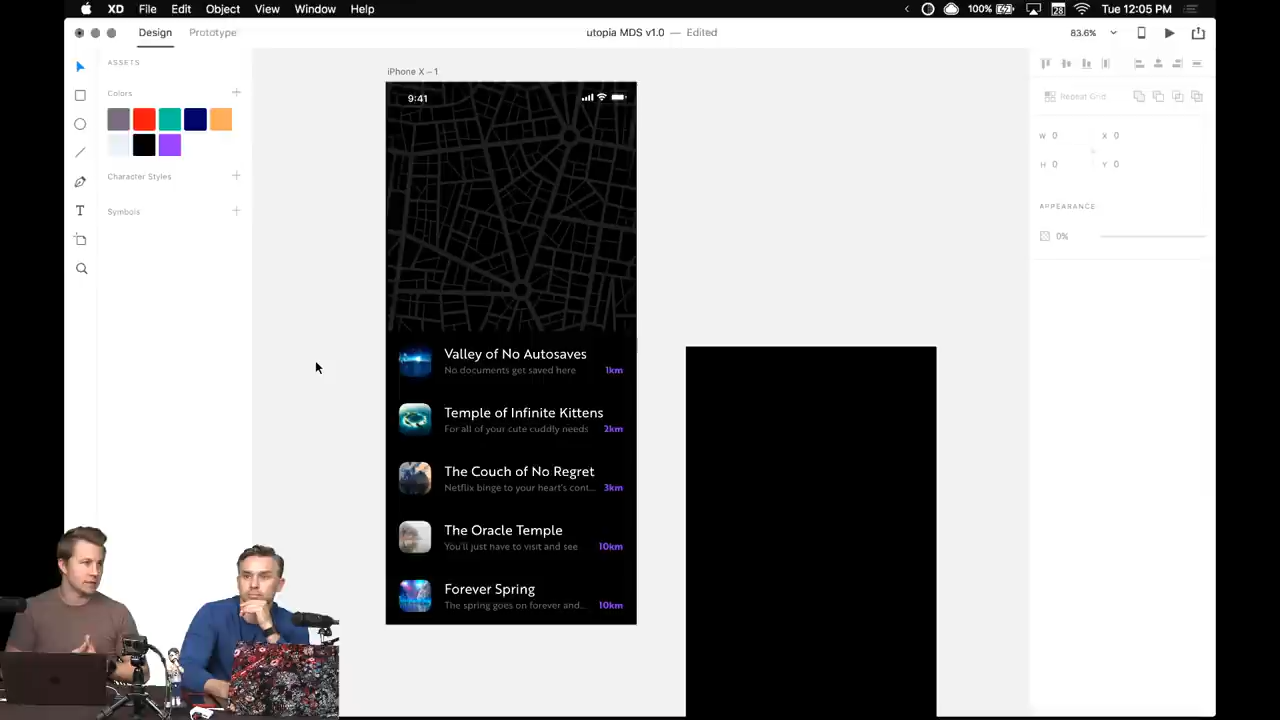 XD File Edit Object View Window Help
100% 28 Tue 12:05 PM
Design Prototype
utopia MDS v1.0 — Edited
83.6%
ASSETS
Colors
Character Styles
Symbols
iPhone X – 1
9:41
Valley of No Autosaves
No documents get saved here 1km
Temple of Infinite Kittens
For all of your cute cuddly needs 2km
The Couch of No Regret
Netflix binge to your heart's cont... 3km
The Oracle Temple
You'll just have to visit and see 10km
Forever Spring
The spring goes on forever and... 10km
Repeat Grid
W 0 X 0
H 0 Y 0
APPEARANCE
0%